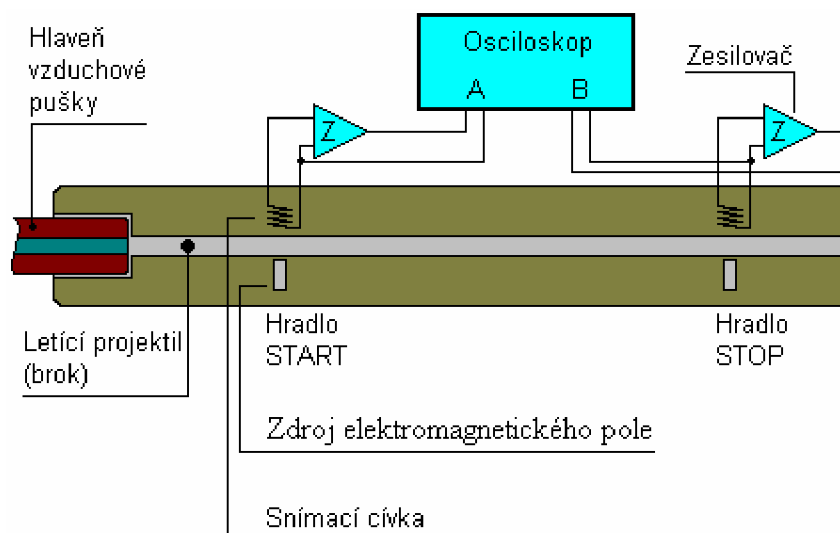 Hlaveň
vzduchové
pušky
Osciloskop
A B
Zesilovač
Z
Z
Letící projektil
(brok)
Hradlo
START
Hradlo
STOP
Zdroj elektromagnetického pole
Snímací cívka